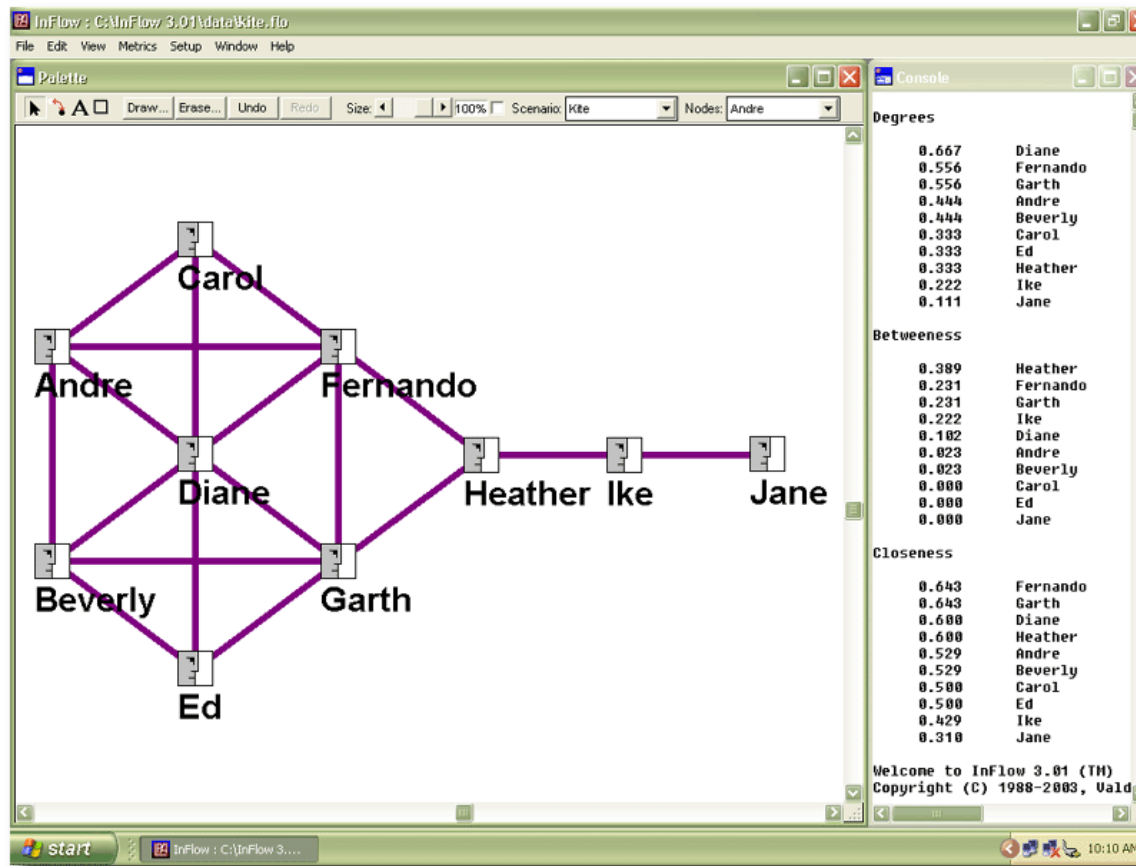 InFlow : C:\InFlow 3.01\data\kite.flo
File Edit View Metrics Setup Window Help
Palette
Draw... Erase... Undo Redo Size: 100% Scenario: Kite Nodes: Andre
Carol
Andre
Fernando
Diane
Heather
Ike
Jane
Beverly
Garth
Ed
Console
Degrees
0.667 Diane
0.556 Fernando
0.556 Garth
0.444 Andre
0.444 Beverly
0.333 Carol
0.333 Ed
0.333 Heather
0.222 Ike
0.111 Jane
Betweeness
0.389 Heather
0.231 Fernando
0.231 Garth
0.222 Ike
0.102 Diane
0.023 Andre
0.023 Beverly
0.000 Carol
0.000 Ed
0.000 Jane
Closeness
0.643 Fernando
0.643 Garth
0.600 Diane
0.600 Heather
0.529 Andre
0.529 Beverly
0.500 Carol
0.500 Ed
0.429 Ike
0.310 Jane
Welcome to InFlow 3.01 (TM)
Copyright (C) 1988-2003, Vald
start
InFlow : C:\InFlow 3....
10:10 AM